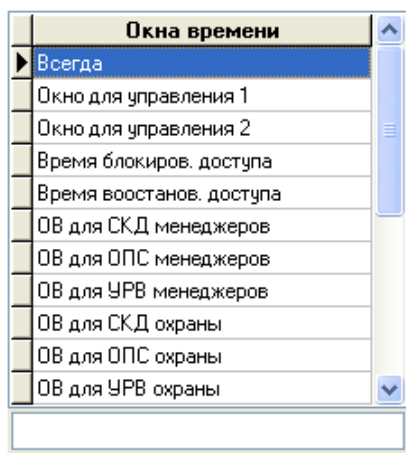 Окна времени
Всегда
Окно для управления 1
Окно для управления 2
Время блокиров. доступа
Время воостанов. доступа
ОВ для СКД менеджеров
ОВ для ОПС менеджеров
ОВ для УРВ менеджеров
ОВ для СКД охраны
ОВ для ОПС охраны
ОВ для УРВ охраны